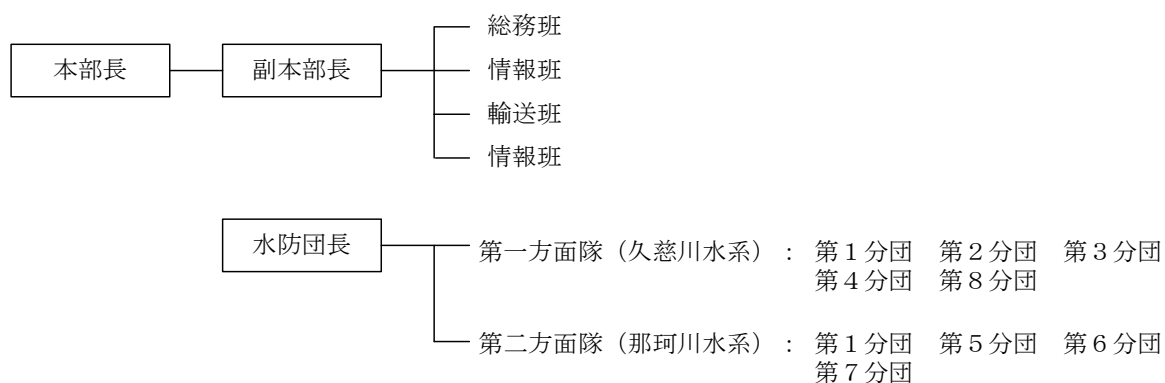 総務班
本部長 副本部長 情報班
輸送班
情報班
水防団長 第一方面隊（久慈川水系）： 第１分団 第２分団 第３分団
第４分団 第８分団
第二方面隊（那珂川水系）： 第１分団 第５分団 第６分団
第７分団